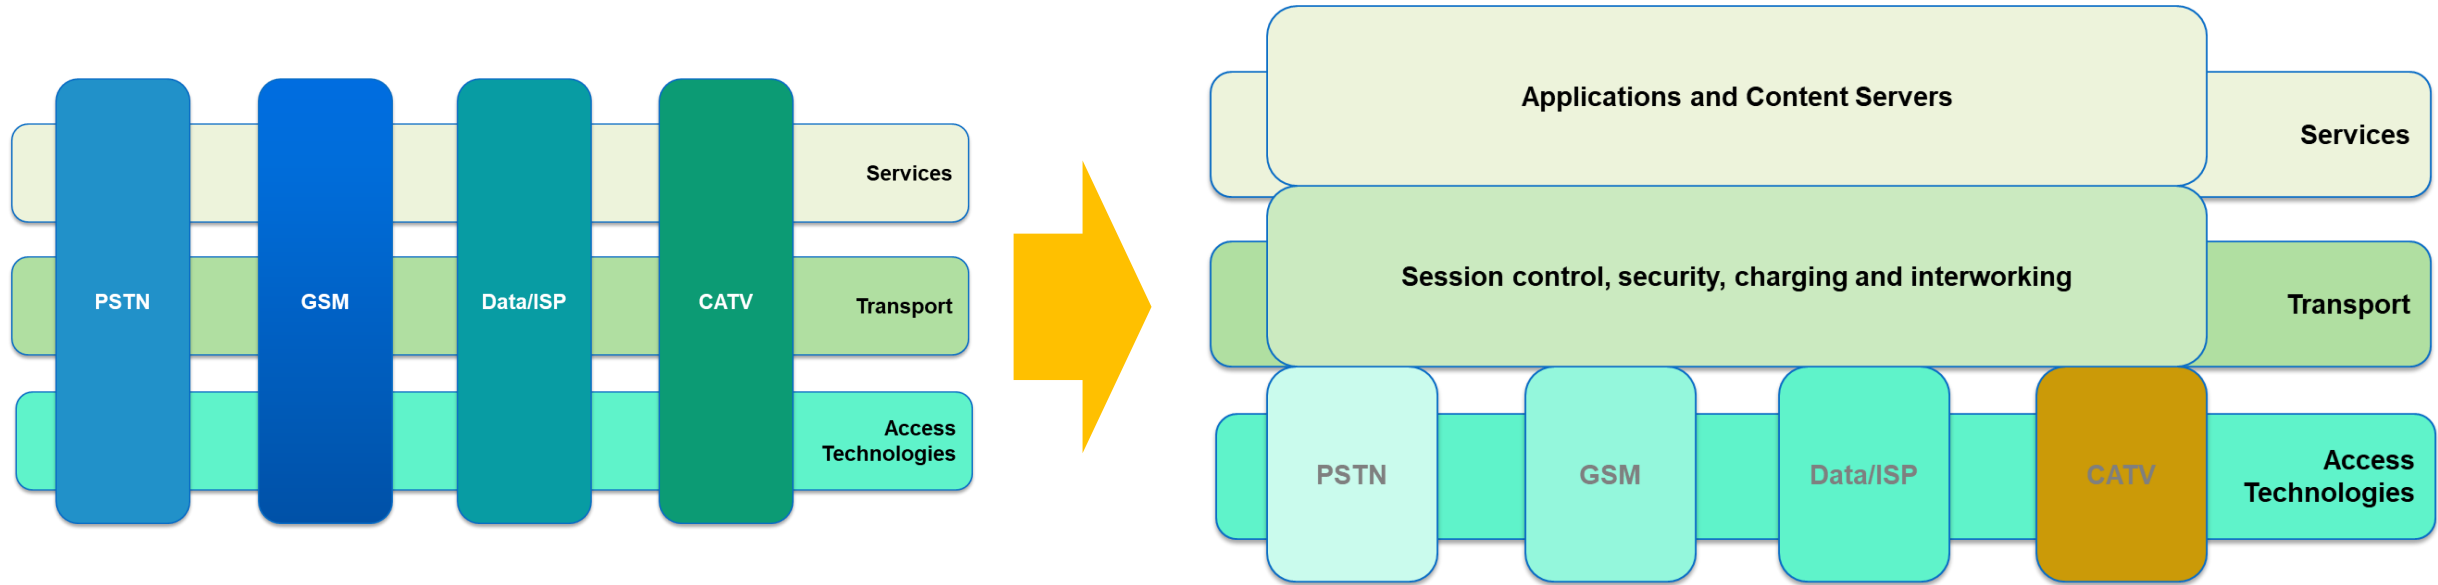 Services
PSTN
GSM
Data/ISP
CATV
Transport
Access
Technologies
Applications and Content Servers
Services
Session control, security, charging and interworking
Transport
PSTN
GSM
Data/ISP
CATV
Access
Technologies